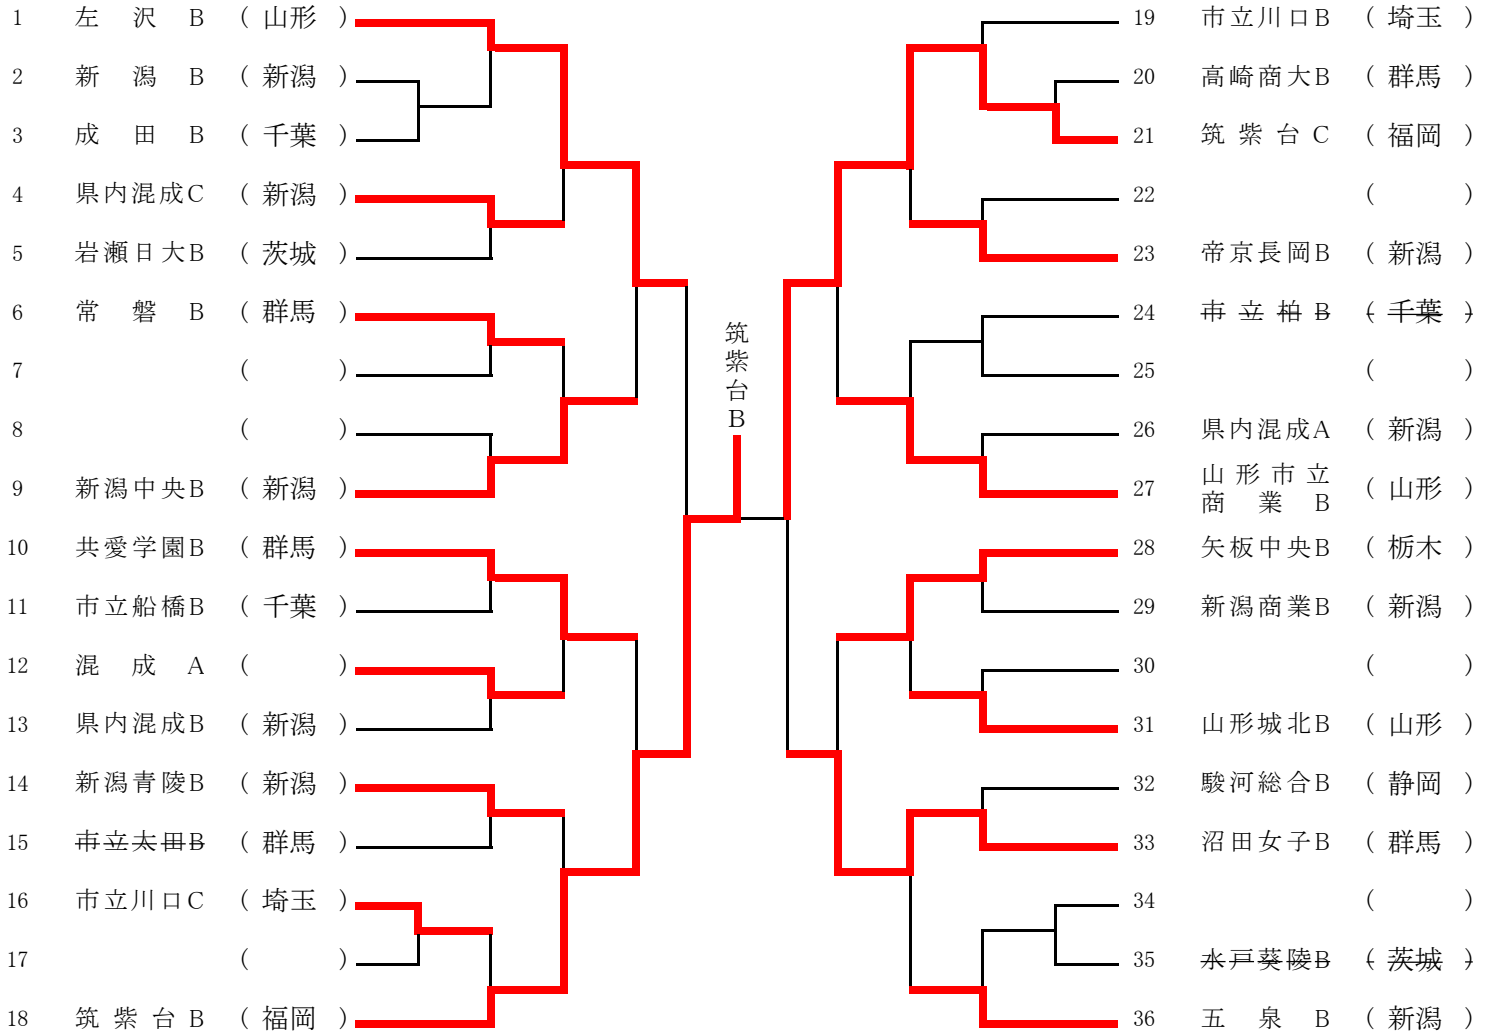 1 左沢B (山形)
2 新潟B (新潟)
3 成田B (千葉)
4 県内混成C (新潟)
5 岩瀬日大B (茨城)
6 常磐B (群馬)
7 ( )
8 ( )
9 新潟中央B (新潟)
10 共愛学園B (群馬)
11 市立船橋B (千葉)
12 混成A ( )
13 県内混成B (新潟)
14 新潟青陵B (新潟)
15 市立太田B (群馬)
16 市立川口C (埼玉)
17 ( )
18 筑紫台B (福岡)
筑紫台B
19 市立川口B (埼玉)
20 高崎商大B (群馬)
21 筑紫台C (福岡)
22 ( )
23 帝京長岡B (新潟)
24 市立柏B (千葉)
25 ( )
26 県内混成A (新潟)
27 山形市立
商業B (山形)
28 矢板中央B (栃木)
29 新潟商業B (新潟)
30 ( )
31 山形城北B (山形)
32 駿河総合B (静岡)
33 沼田女子B (群馬)
34 ( )
35 水戸葵陵B (茨城)
36 五泉B (新潟)